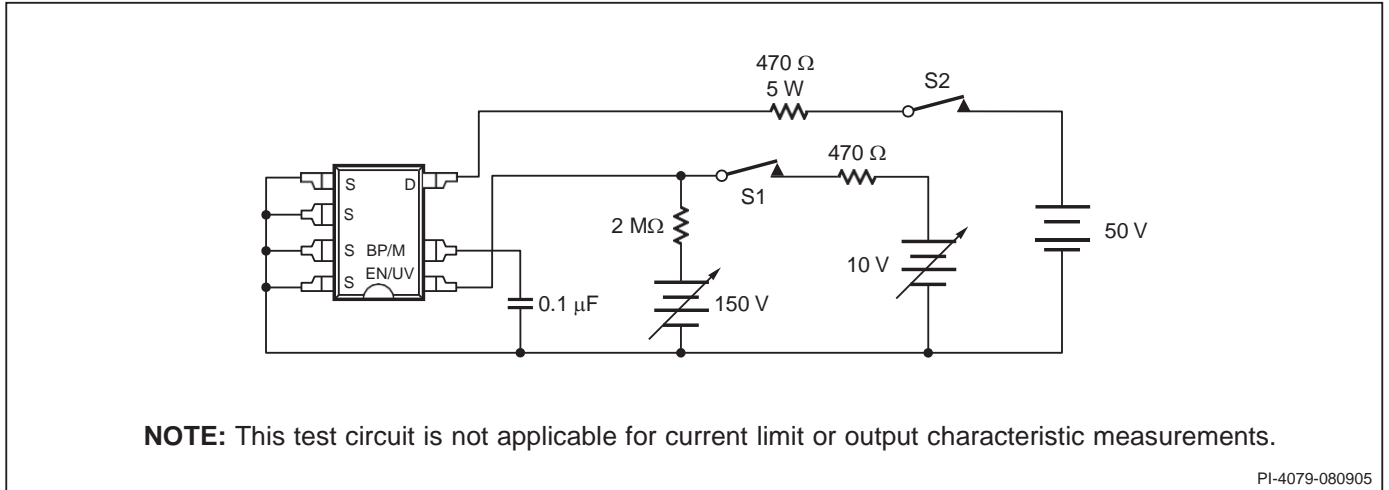 470 Ω
5 W
S2
470 Ω
S1
S D
S
S BP/M
EN/UV
S
2 MΩ
10 V
50 V
0.1 μF
150 V
NOTE: This test circuit is not applicable for current limit or output characteristic measurements.
PI-4079-080905